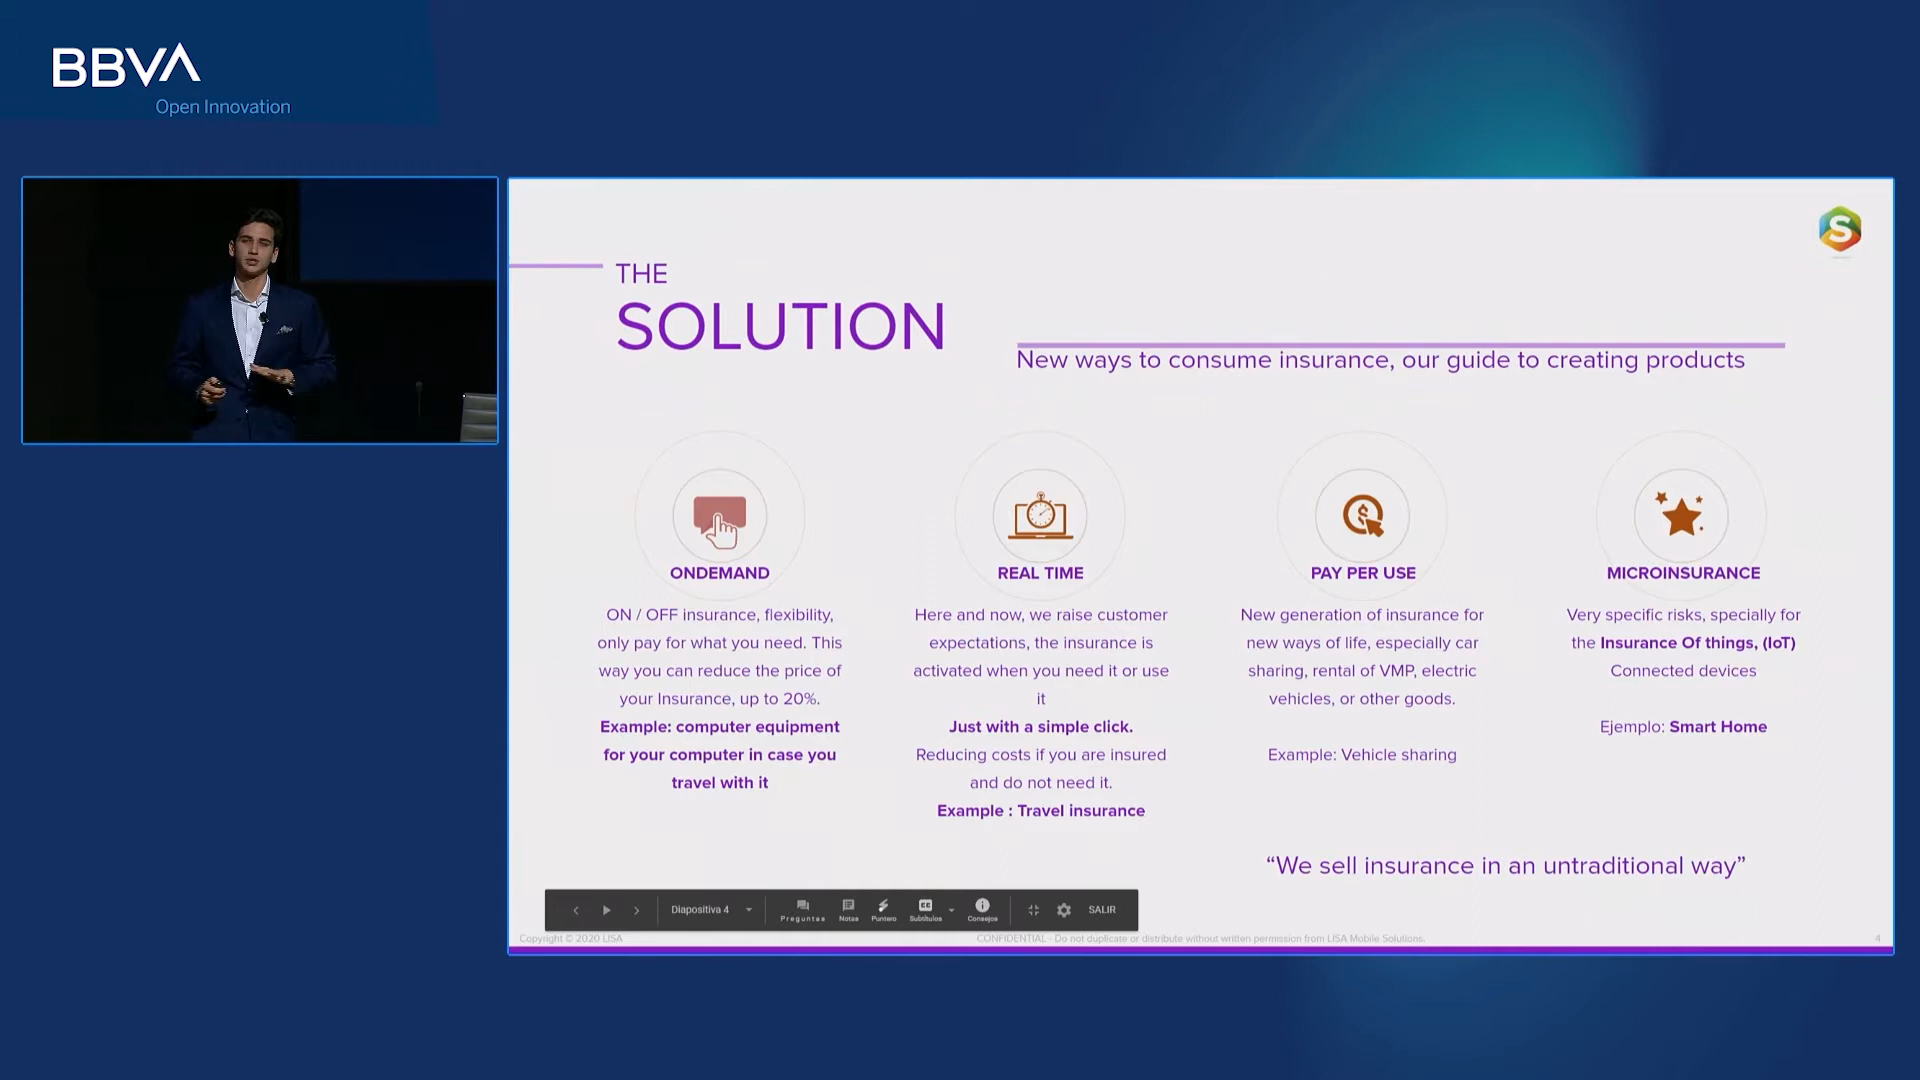 BBVA
Open Innovation
S
THE
SOLUTION
New ways to consume insurance, our guide to creating products
ONDEMAND
ON / OFF insurance, flexibility,
only pay for what you need. This
way you can reduce the price of
your Insurance, up to 20%.
Example: computer equipment
for your computer in case you
travel with it
REAL TIME
Here and now, we raise customer
expectations, the insurance is
activated when you need it or use
it
Just with a simple click.
Reducing costs if you are insured
and do not need it.
Example : Travel insurance
PAY PER USE
New generation of insurance for
new ways of life, especially car
sharing, rental of VMP, electric
vehicles, or other goods.
Example: Vehicle sharing
MICROINSURANCE
Very specific risks, specially for
the Insurance Of things, (IoT)
Connected devices
Ejemplo: Smart Home
“We sell insurance in an untraditional way”
Diapositiva 4
Preguntas
Notas
Puntero
CC
Subtítulos
Consejos
SALIR
Copyright © 2020 LISA
CONFIDENTIAL - Do not duplicate or distribute without written permission from LISA Mobile Solutions.
4